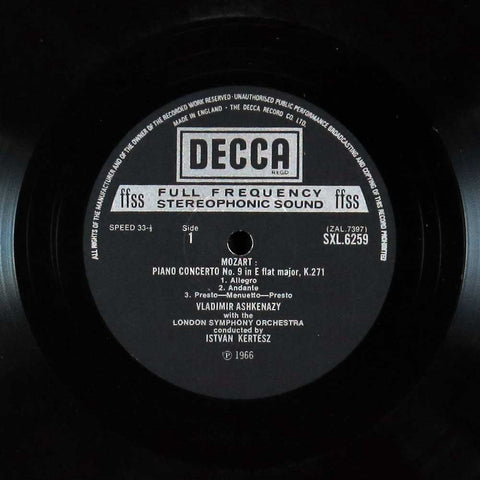 ALL RIGHTS OF THE MANUFACTURER AND OF THE OWNER OF THE RECORDED WORK RESERVED · UNAUTHORISED PUBLIC PERFORMANCE BROADCASTING AND COPYING OF THIS RECORD PROHIBITED
MADE IN ENGLAND · THE DECCA RECORD CO. LTD.
DECCA
REGD
ffss FULL FREQUENCY ffss
STEREOPHONIC SOUND
SPEED 33-⅓ Side (ZAL.7397)
1 SXL.6259
MOZART :
PIANO CONCERTO No. 9 in E flat major, K.271
1. Allegro
2. Andante
3. Presto—Menuetto—Presto
VLADIMIR ASHKENAZY
with the
LONDON SYMPHONY ORCHESTRA
conducted by
ISTVAN KERTESZ
Ⓟ 1966